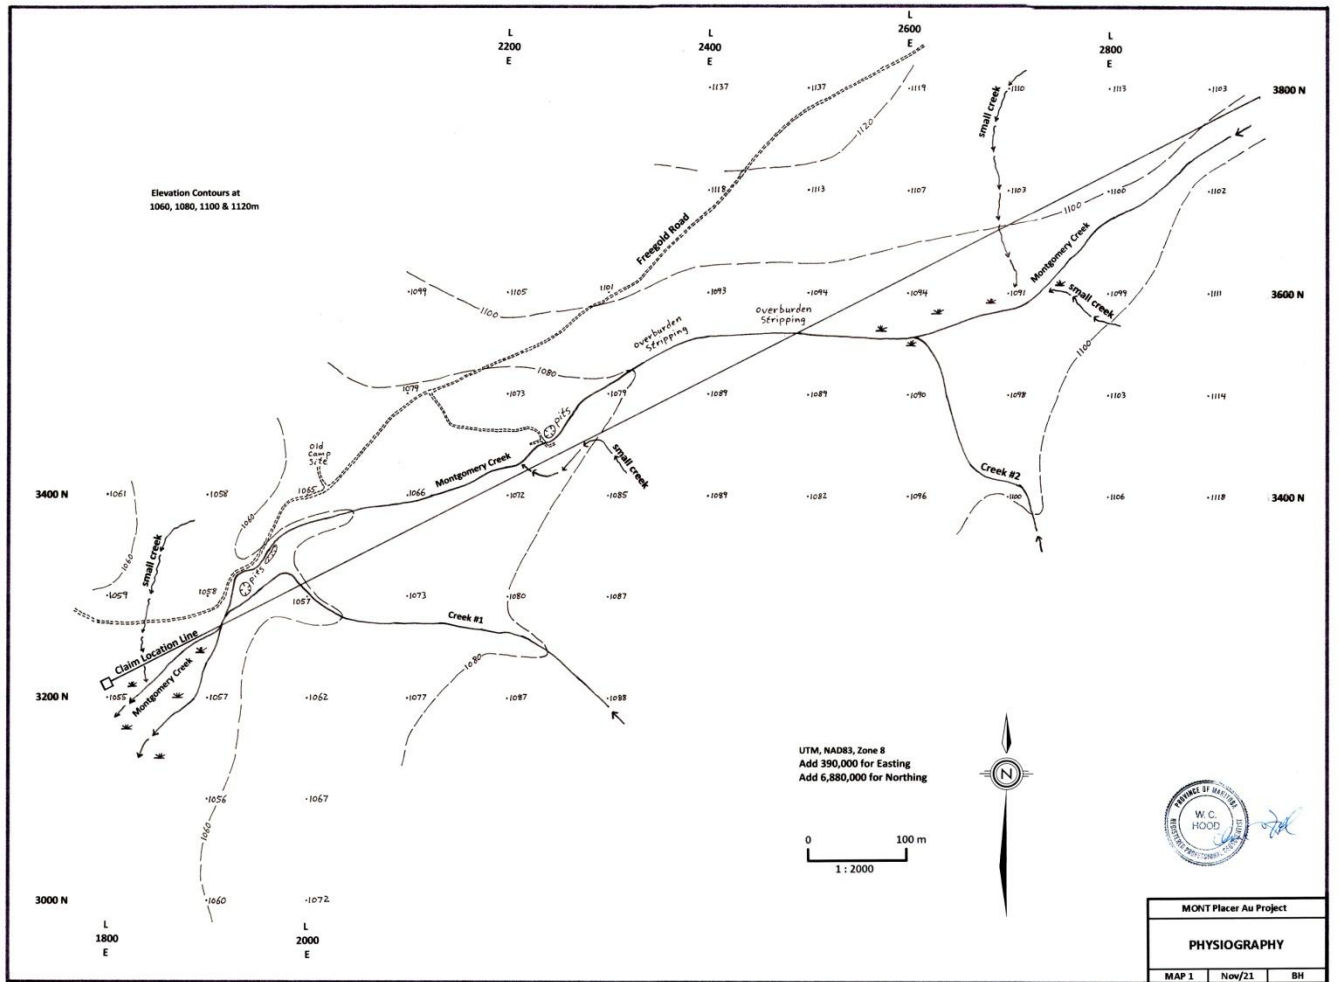 L
2200
E
L
2400
E
L
2600
E
L
2800
E
·1137
·1137
·1119
·1110
·1113
·1103
3800 N
small creek
1120
Elevation Contours at
1060, 1080, 1100 & 1120m
·1118
·1113
·1107
·1103
·1100
·1102
1100
Freegold Road
Montgomery Creek
·1099
·1105
1101
·1093
·1094
·1094
·1091
·1099
·1111
3600 N
small creek
1100
Overburden
Stripping
Overburden
Stripping
1100
1080
1079
·1073
·1079
·1089
·1089
·1090
·1098
·1103
·1114
pits
Old
Camp
Site
Montgomery Creek
small creek
Creek #2
3400 N
·1061
·1058
1065
·1066
·1072
·1085
·1089
·1082
·1096
·1100
·1106
·1118
3400 N
1060
1060
small creek
pits
·1059
1058
1057
·1073
·1080
·1087
Creek #1
Claim Location Line
1080
Montgomery Creek
3200 N
·1055
·1057
·1062
·1077
·1087
·1088
UTM, NAD83, Zone 8
Add 390,000 for Easting
Add 6,880,000 for Northing
N
·1056
·1067
1060
0
100 m
1 : 2000
PROVINCE OF MANITOBA
W. C.
HOOD
3000 N
·1060
·1072
L
1800
E
L
2000
E
MONT Placer Au Project
PHYSIOGRAPHY
MAP 1
Nov/21
BH